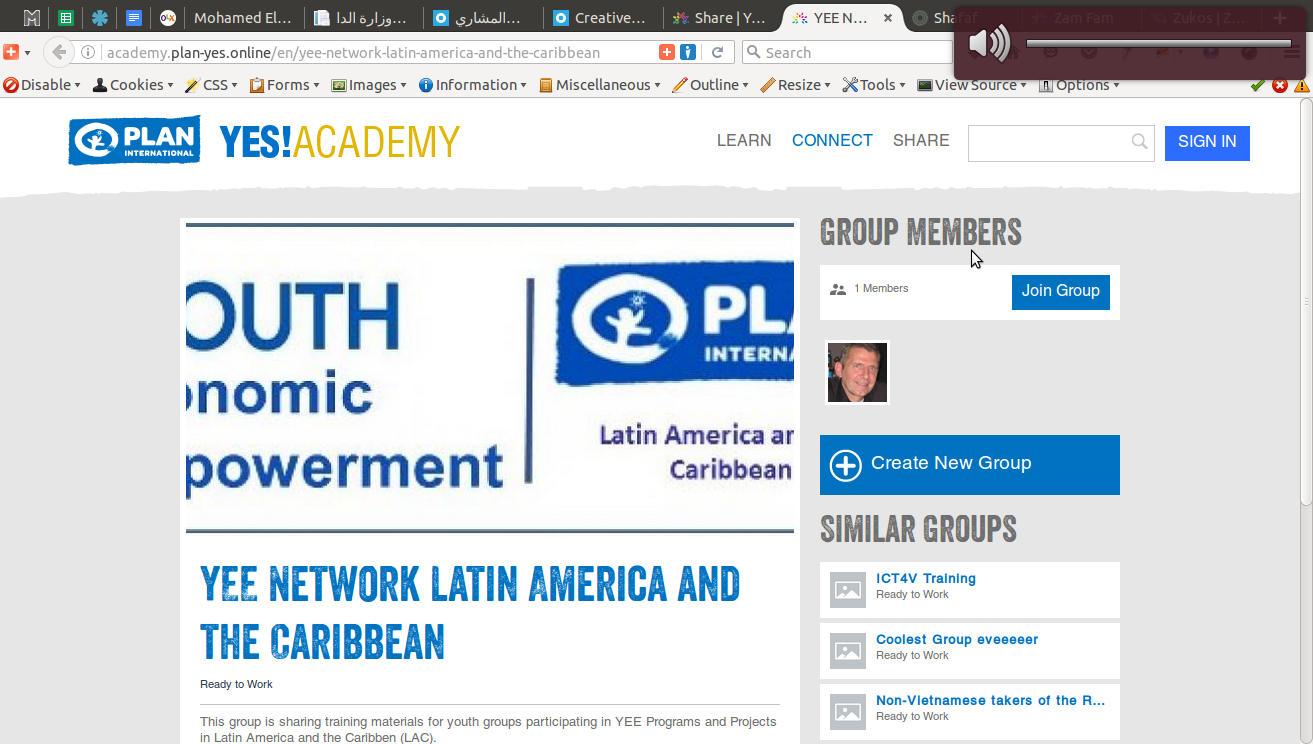 Mohamed El...
وزارة الدا...
المشاري...
Creative...
Share | Y...
YEE N...
Shafaf
Zam Fam
Zukos | Z...
academy.plan-yes.online/en/yee-network-latin-america-and-the-caribbean
Search
Disable
Cookies
CSS
Forms
Images
Information
Miscellaneous
Outline
Resize
Tools
View Source
Options
PLAN
INTERNATIONAL
YES!ACADEMY
LEARN
CONNECT
SHARE
SIGN IN
OUTH
onomic
powerment
PLA
INTERNA
Latin America an
Caribbean
YEE NETWORK LATIN AMERICA AND
THE CARIBBEAN
Ready to Work
This group is sharing training materials for youth groups participating in YEE Programs and Projects
in Latin America and the Caribben (LAC).
GROUP MEMBERS
1 Members
Join Group
Create New Group
SIMILAR GROUPS
ICT4V Training
Ready to Work
Coolest Group eveeeeer
Ready to Work
Non-Vietnamese takers of the R...
Ready to Work